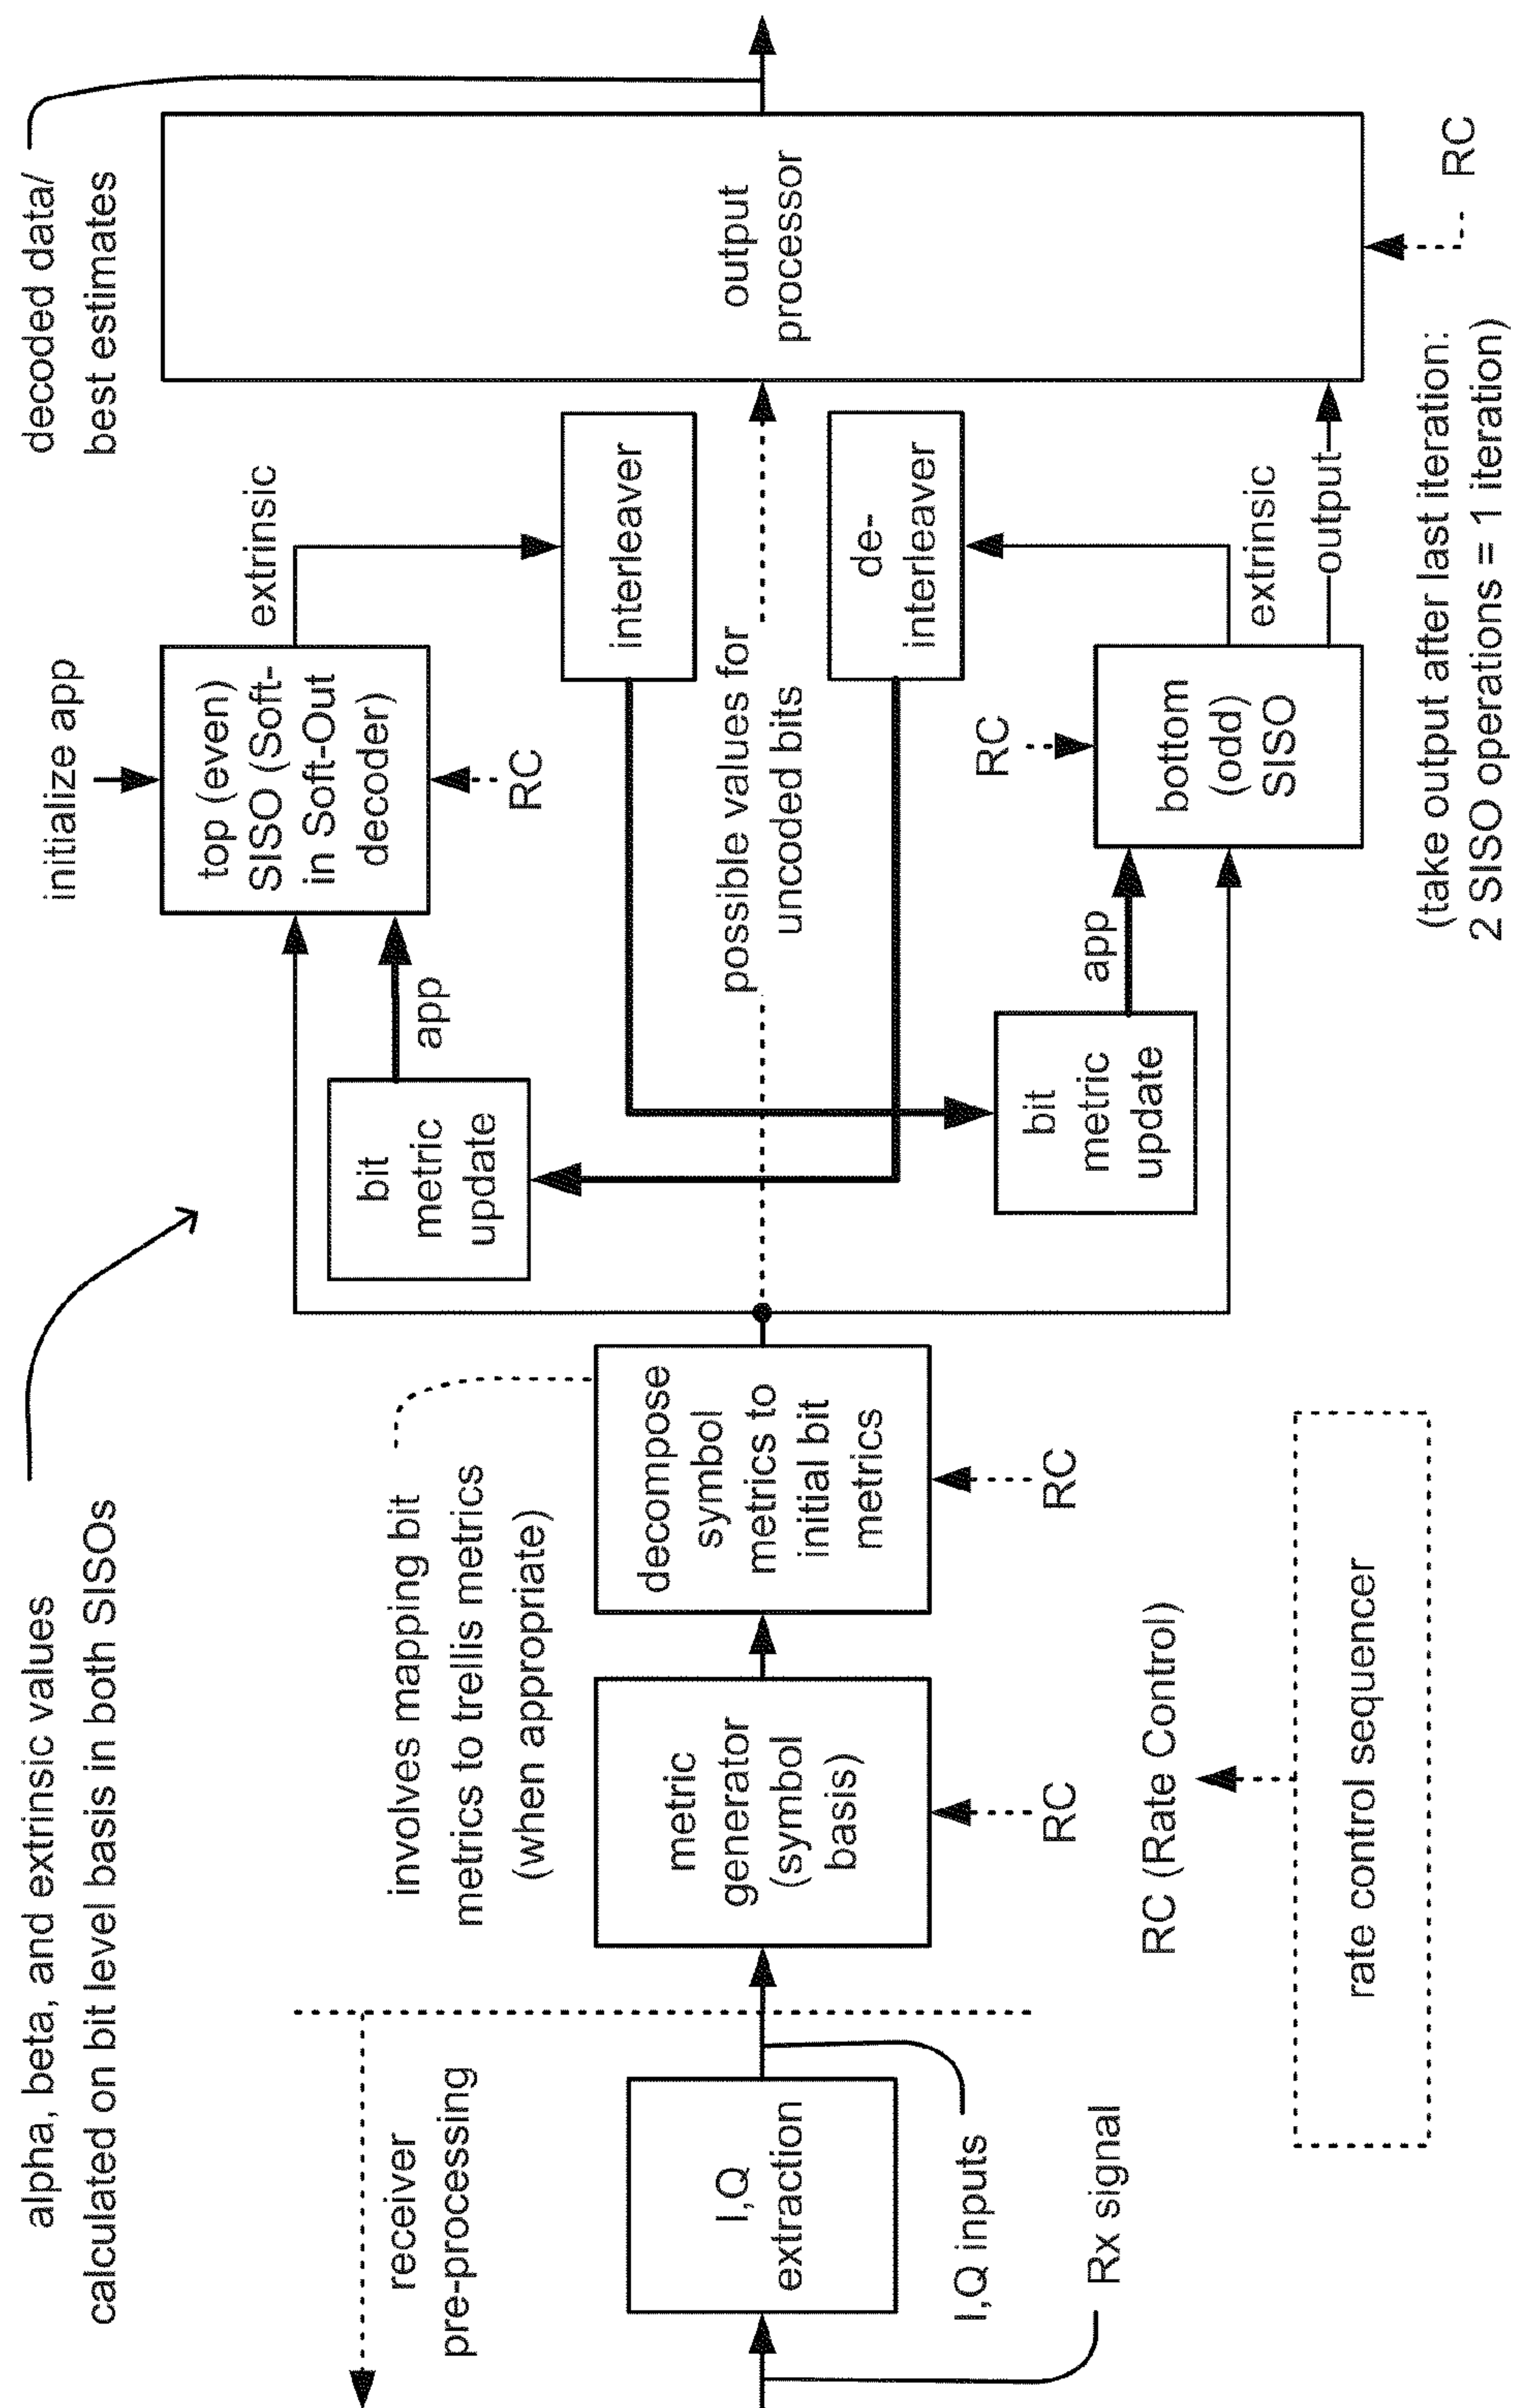 alpha, beta, and extrinsic values
calculated on bit level basis in both SISOs
decoded data/
best estimates
initialize app
receiver
pre-processing
I,Q
extraction
I,Q inputs
Rx signal
metric
generator
(symbol
basis)
RC
involves mapping bit
metrics to trellis metrics
(when appropriate)
decompose
symbol
metrics to
initial bit
metrics
RC
RC (Rate Control)
rate control sequencer
bit
metric
update
app
top (even)
SISO (Soft-
in Soft-Out
decoder)
RC
extrinsic
interleaver
possible values for
uncoded bits
de-
interleaver
bit
metric
update
app
RC
bottom
(odd)
SISO
extrinsic
output
output
processor
RC
(take output after last iteration:
2 SISO operations = 1 iteration)